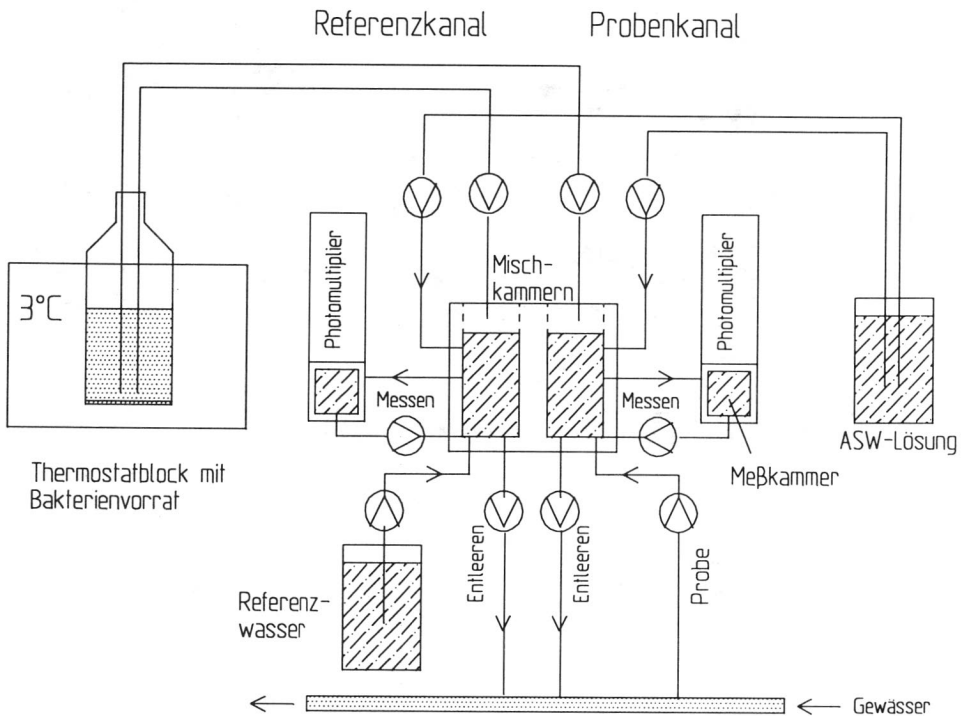 Referenzkanal
Probenkanal
3°C
Photomultiplier
Misch-
kammern
Photomultiplier
Messen
Messen
ASW-Lösung
Meßkammer
Thermostatblock mit
Bakterienvorrat
Entleeren
Entleeren
Probe
Referenz-
wasser
Gewässer